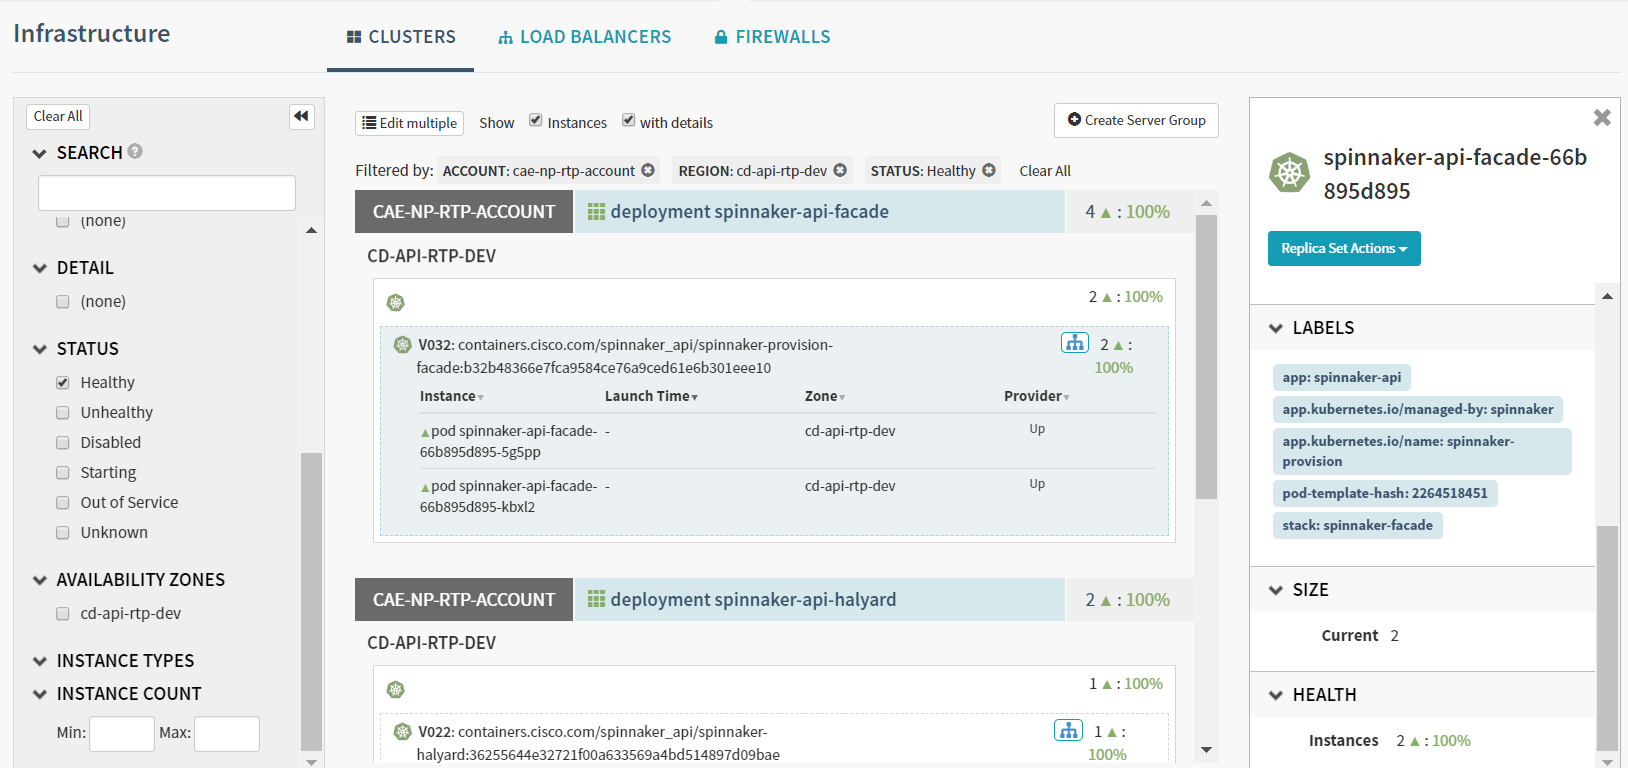 Infrastructure
CLUSTERS
LOAD BALANCERS
FIREWALLS
Clear All
SEARCH
(none)
DETAIL
(none)
STATUS
Healthy
Unhealthy
Disabled
Starting
Out of Service
Unknown
AVAILABILITY ZONES
cd-api-rtp-dev
INSTANCE TYPES
INSTANCE COUNT
Min:
Max:
Edit multiple
Show
Instances
with details
Create Server Group
Filtered by:
ACCOUNT: cae-np-rtp-account
REGION: cd-api-rtp-dev
STATUS: Healthy
Clear All
CAE-NP-RTP-ACCOUNT
deployment spinnaker-api-facade
4 ▲ : 100%
CD-API-RTP-DEV
2 ▲ : 100%
V032: containers.cisco.com/spinnaker_api/spinnaker-provision-
facade:b32b48366e7fca9584ce76a9ced61e6b301eee10
2 ▲ :
100%
Instance Launch Time Zone Provider
pod spinnaker-api-facade- - cd-api-rtp-dev Up
66b895d895-5g5pp
pod spinnaker-api-facade- - cd-api-rtp-dev Up
66b895d895-kbxl2
CAE-NP-RTP-ACCOUNT
deployment spinnaker-api-halyard
2 ▲ : 100%
CD-API-RTP-DEV
1 ▲ : 100%
V022: containers.cisco.com/spinnaker_api/spinnaker-
halyard:36255644e32721f00a633569a4bd514897d09bae
1 ▲ :
100%
spinnaker-api-facade-66b
895d895
Replica Set Actions
LABELS
app: spinnaker-api
app.kubernetes.io/managed-by: spinnaker
app.kubernetes.io/name: spinnaker-
provision
pod-template-hash: 2264518451
stack: spinnaker-facade
SIZE
Current 2
HEALTH
Instances 2 ▲ : 100%